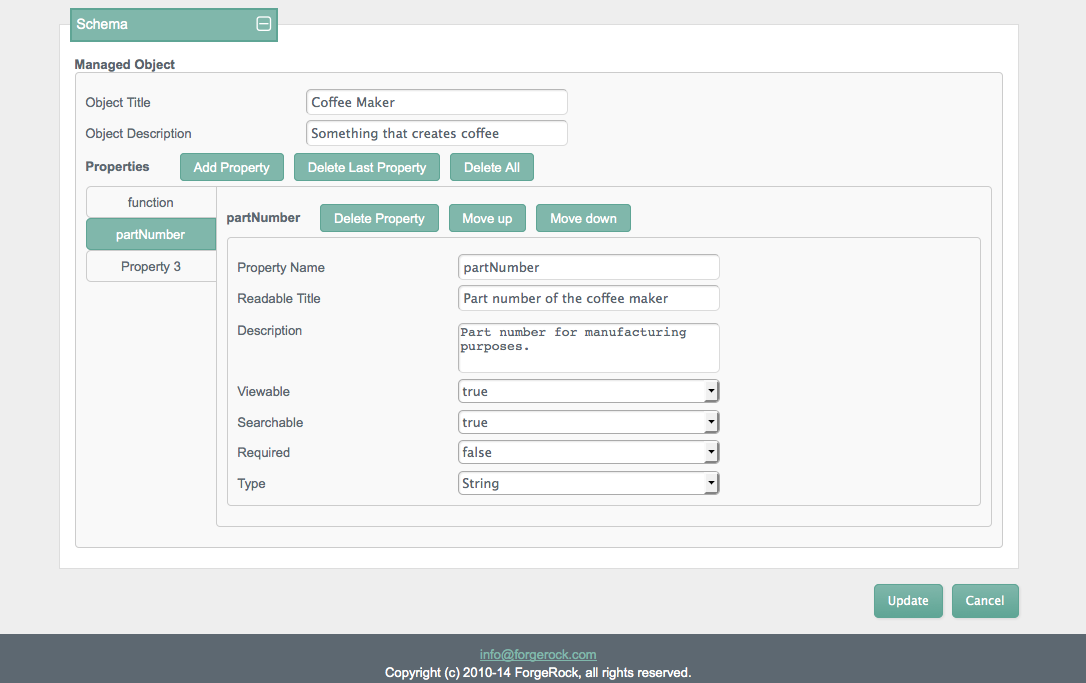 Schema
Managed Object
Object Title Coffee Maker
Object Description Something that creates coffee
Properties Add Property Delete Last Property Delete All
function
partNumber
Property 3
partNumber Delete Property Move up Move down
Property Name partNumber
Readable Title Part number of the coffee maker
Description Part number for manufacturing
purposes.
Viewable true
Searchable true
Required false
Type String
Update Cancel
info@forgerock.com
Copyright (c) 2010-14 ForgeRock, all rights reserved.